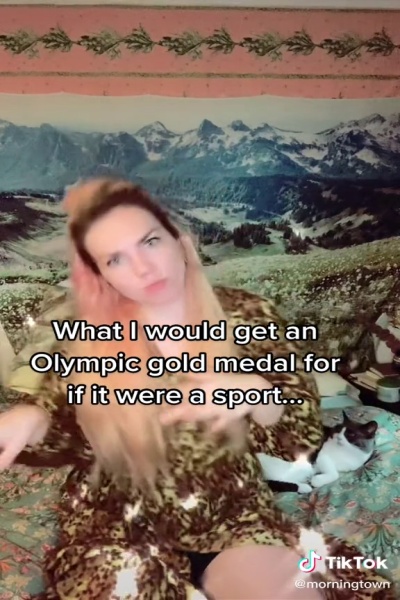 What I would get an
Olympic gold medal for
if it were a sport...
TikTok
@morningtown